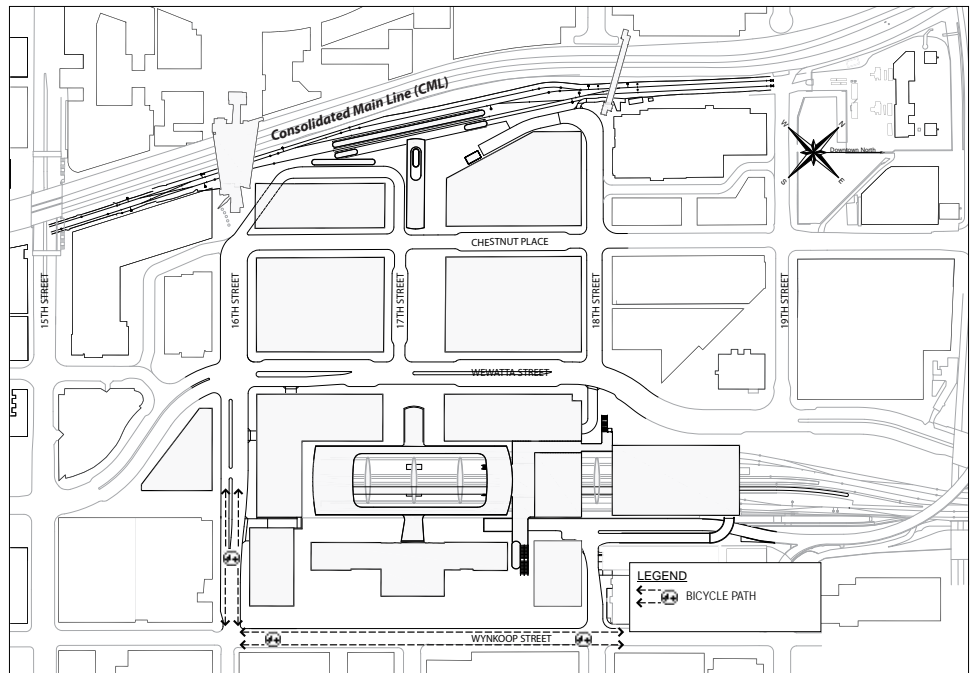 Consolidated Main Line (CML)
W
N
Downtown North
S
E
CHESTNUT PLACE
15TH STREET
16TH STREET
17TH STREET
18TH STREET
19TH STREET
WEWATTA STREET
LEGEND
BICYCLE PATH
WYNKOOP STREET